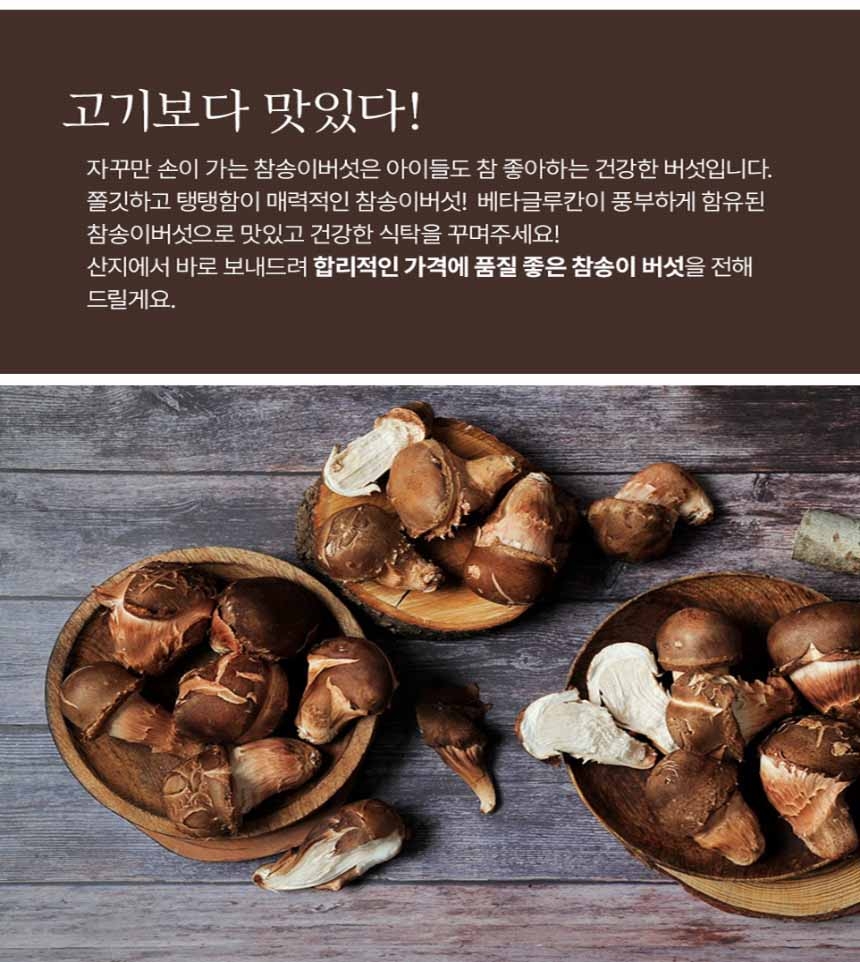 고기보다 맛있다!
자꾸만 손이 가는 참송이버섯은 아이들도 참 좋아하는 건강한 버섯입니다.
쫄깃하고 탱탱함이 매력적인 참송이버섯! 베타글루칸이 풍부하게 함유된
참송이버섯으로 맛있고 건강한 식탁을 꾸며주세요!
산지에서 바로 보내드려 합리적인 가격에 품질 좋은 참송이 버섯을 전해
드릴게요.